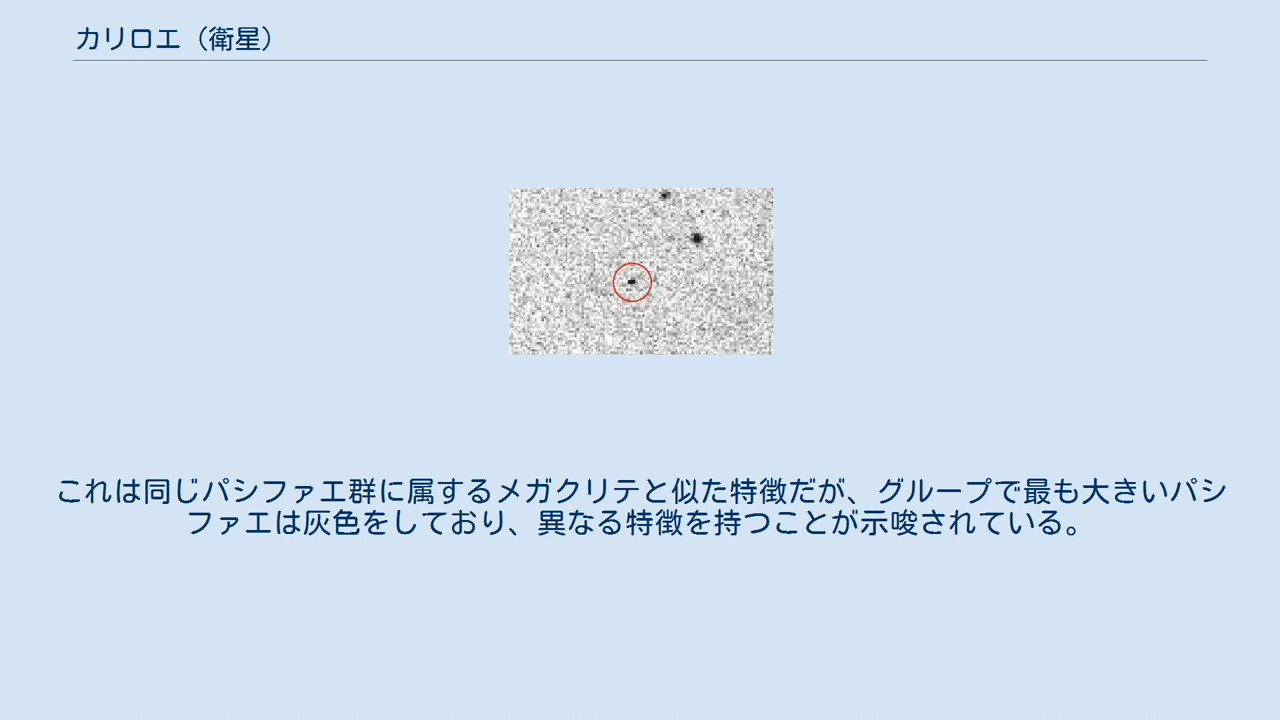 カリロエ（衛星）
これは同じパシファエ群に属するメガクリテと似た特徴だが、グループで最も大きいパシ
ファエは灰色をしており、異なる特徴を持つことが示唆されている。